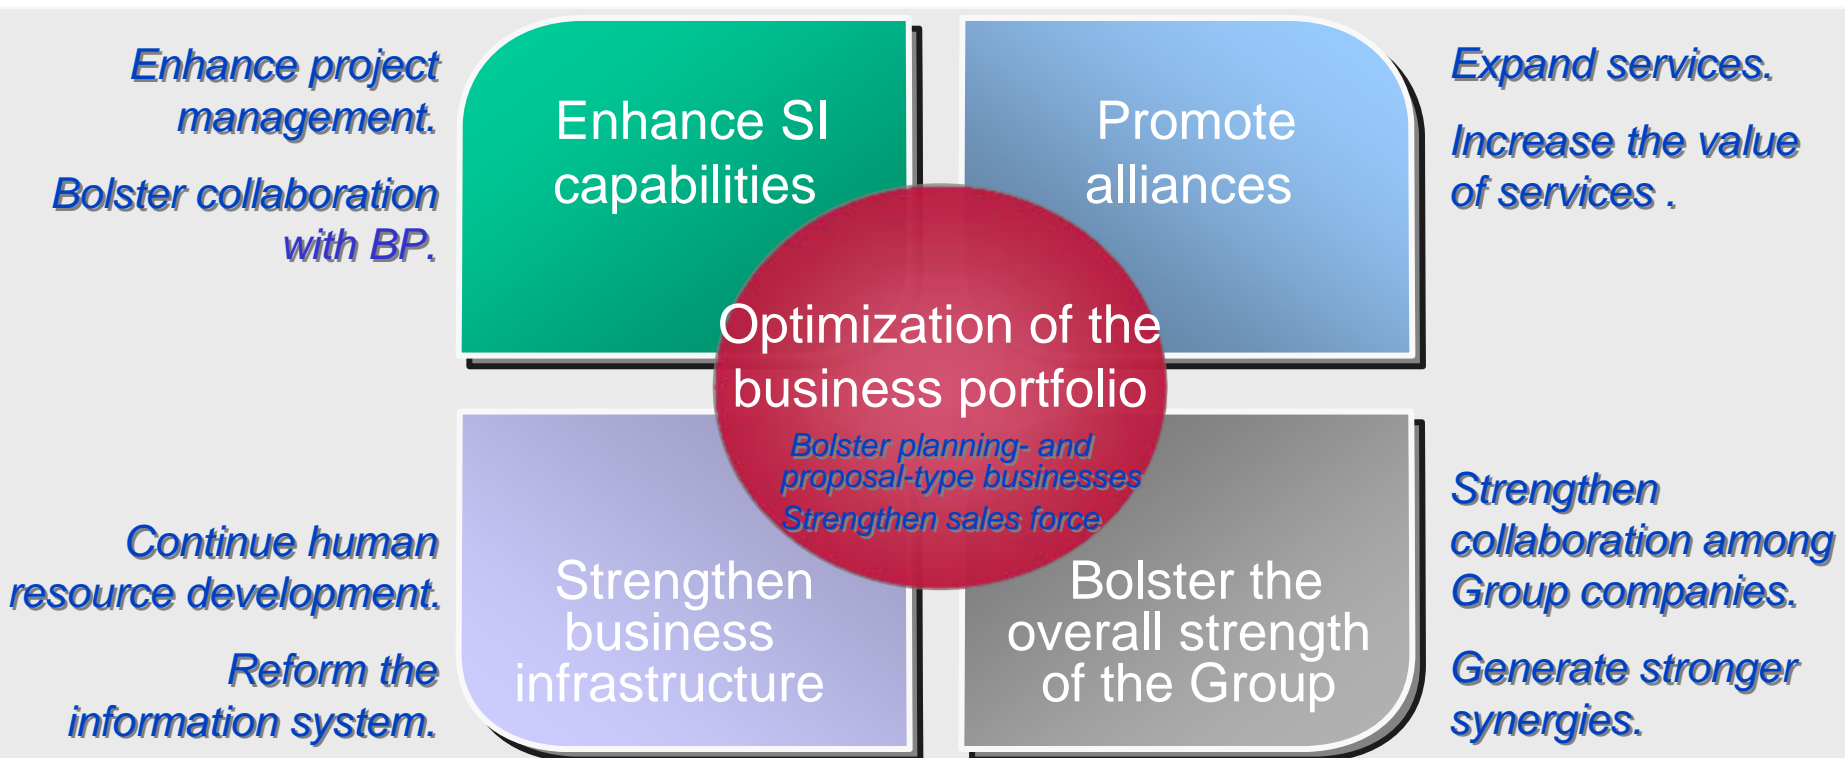 Enhance project
management.
Bolster collaboration
with BP.
Enhance SI
capabilities
Promote
alliances
Expand services.
Increase the value
of services .
Optimization of the
business portfolio
Bolster planning- and
proposal-type businesses
Strengthen sales force
Continue human
resource development.
Reform the
information system.
Strengthen
business
infrastructure
Bolster the
overall strength
of the Group
Strengthen
collaboration among
Group companies.
Generate stronger
synergies.